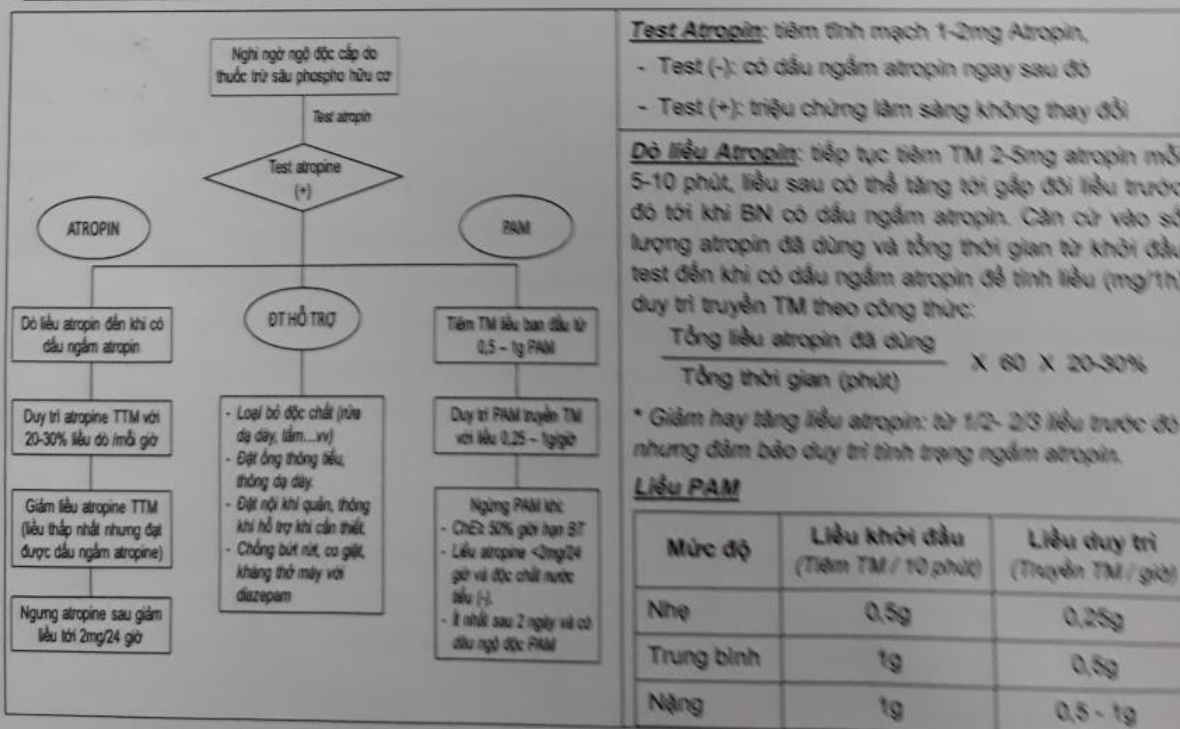 Nghi ngờ ngộ độc cấp do
thuốc trừ sâu phospho hữu cơ
Test atropin
Test atropine
(+)
ATROPIN
PAM
ĐT HỖ TRỢ
Dò liều atropin đến khi có
dấu ngấm atropin
Duy trì atropine TTM với
20-30% liều dò /mỗi giờ
Giảm liều atropine TTM
(liều thấp nhất nhưng đạt
được dấu ngấm atropine)
Ngưng atropine sau giảm
liều tới 2mg/24 giờ
- Loại bỏ độc chất (rửa
dạ dày, tắm...vv)
- Đặt ống thông tiểu,
thông dạ dày.
- Đặt nội khí quản, thông
khí hỗ trợ khi cần thiết.
- Chống bứt rứt, co giật,
kháng thở máy với
diazepam
Tiêm TM liều ban đầu từ
0,5 – 1g PAM
Duy trì PAM truyền TM
với liều 0,25 – 1g/giờ
Ngừng PAM khi:
- ChE≥ 50% giới hạn BT
- Liều atropine <2mg/24
giờ và độc chất nước
tiểu (-).
- Ít nhất sau 2 ngày và có
dấu ngộ độc PAM
Test Atropin: tiêm tĩnh mạch 1-2mg Atropin,
- Test (-): có dấu ngấm atropin ngay sau đó
- Test (+): triệu chứng lâm sàng không thay đổi
Dò liều Atropin: tiếp tục tiêm TM 2-5mg atropin mỗi
5-10 phút, liều sau có thể tăng tới gấp đôi liều trước
đó tới khi BN có dấu ngấm atropin. Căn cứ vào số
lượng atropin đã dùng và tổng thời gian từ khởi đầu
test đến khi có dấu ngấm atropin để tính liều (mg/1h)
duy trì truyền TM theo công thức:
Tổng liều atropin đã dùng
X 60 X 20-30%
Tổng thời gian (phút)
* Giảm hay tăng liều atropin: từ 1/2- 2/3 liều trước đó
nhưng đảm bảo duy trì tình trạng ngấm atropin.
Liều PAM
Mức độ Liều khởi đầu (Tiêm TM / 10 phút) Liều duy trì (Truyền TM / giờ)
Nhẹ 0,5g 0,25g
Trung bình 1g 0,5g
Nặng 1g 0,5 - 1g